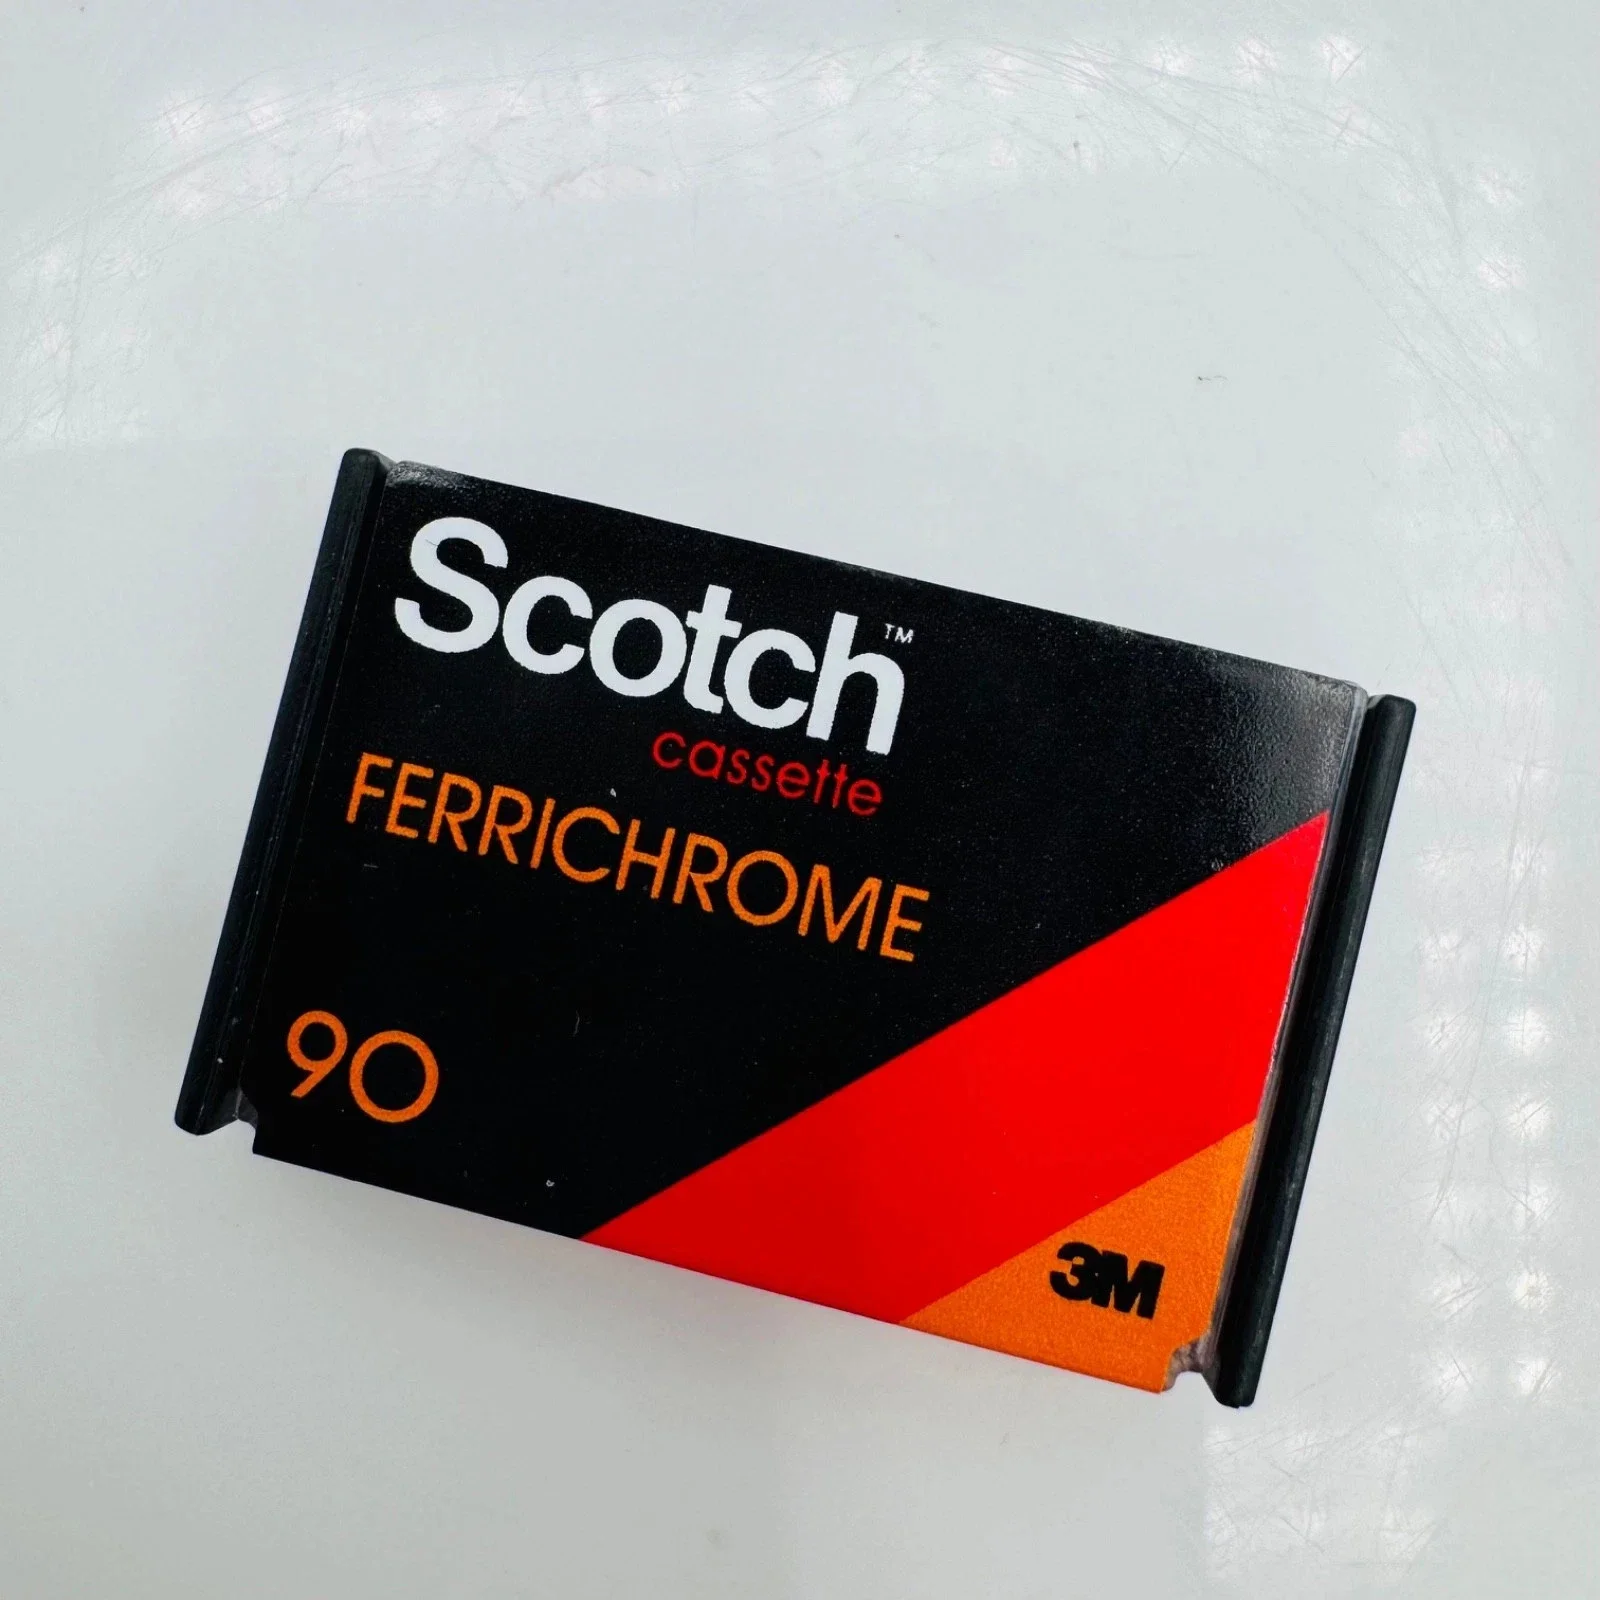 Scotch™
cassette
FERRICHROME
90
3M